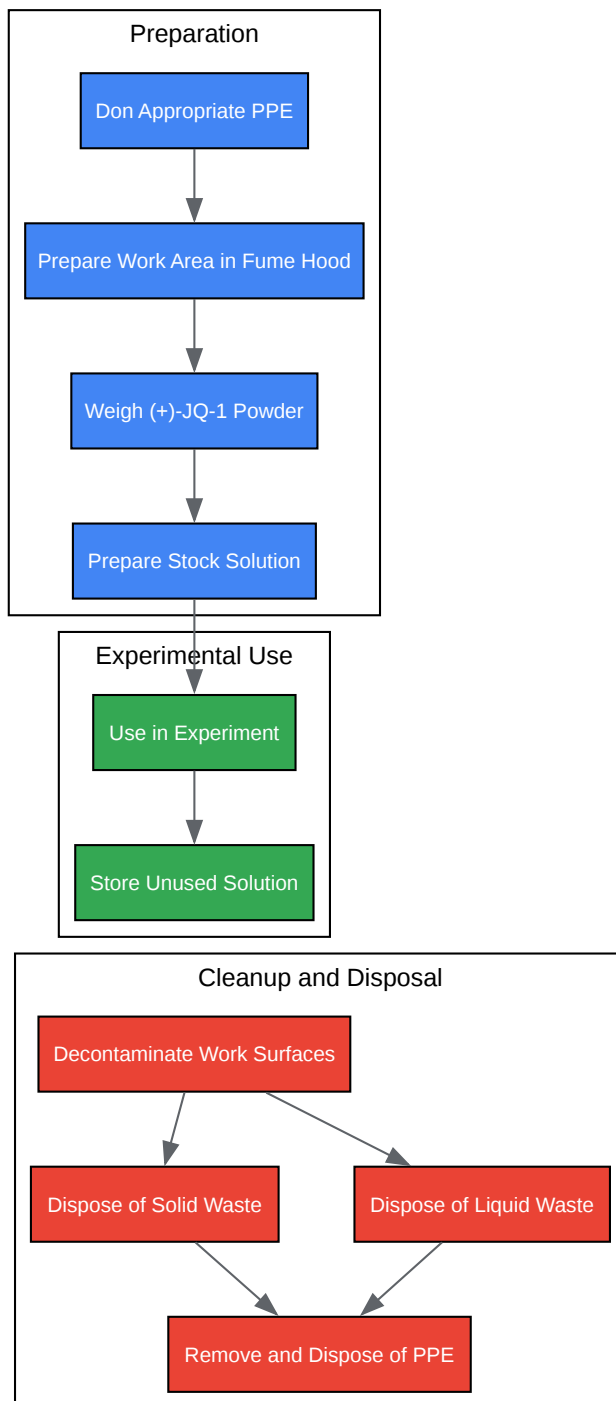 Preparation
Don Appropriate PPE
Prepare Work Area in Fume Hood
Weigh (+)-JQ-1 Powder
Prepare Stock Solution
Experimental Use
Use in Experiment
Store Unused Solution
Cleanup and Disposal
Decontaminate Work Surfaces
Dispose of Solid Waste
Dispose of Liquid Waste
Remove and Dispose of PPE